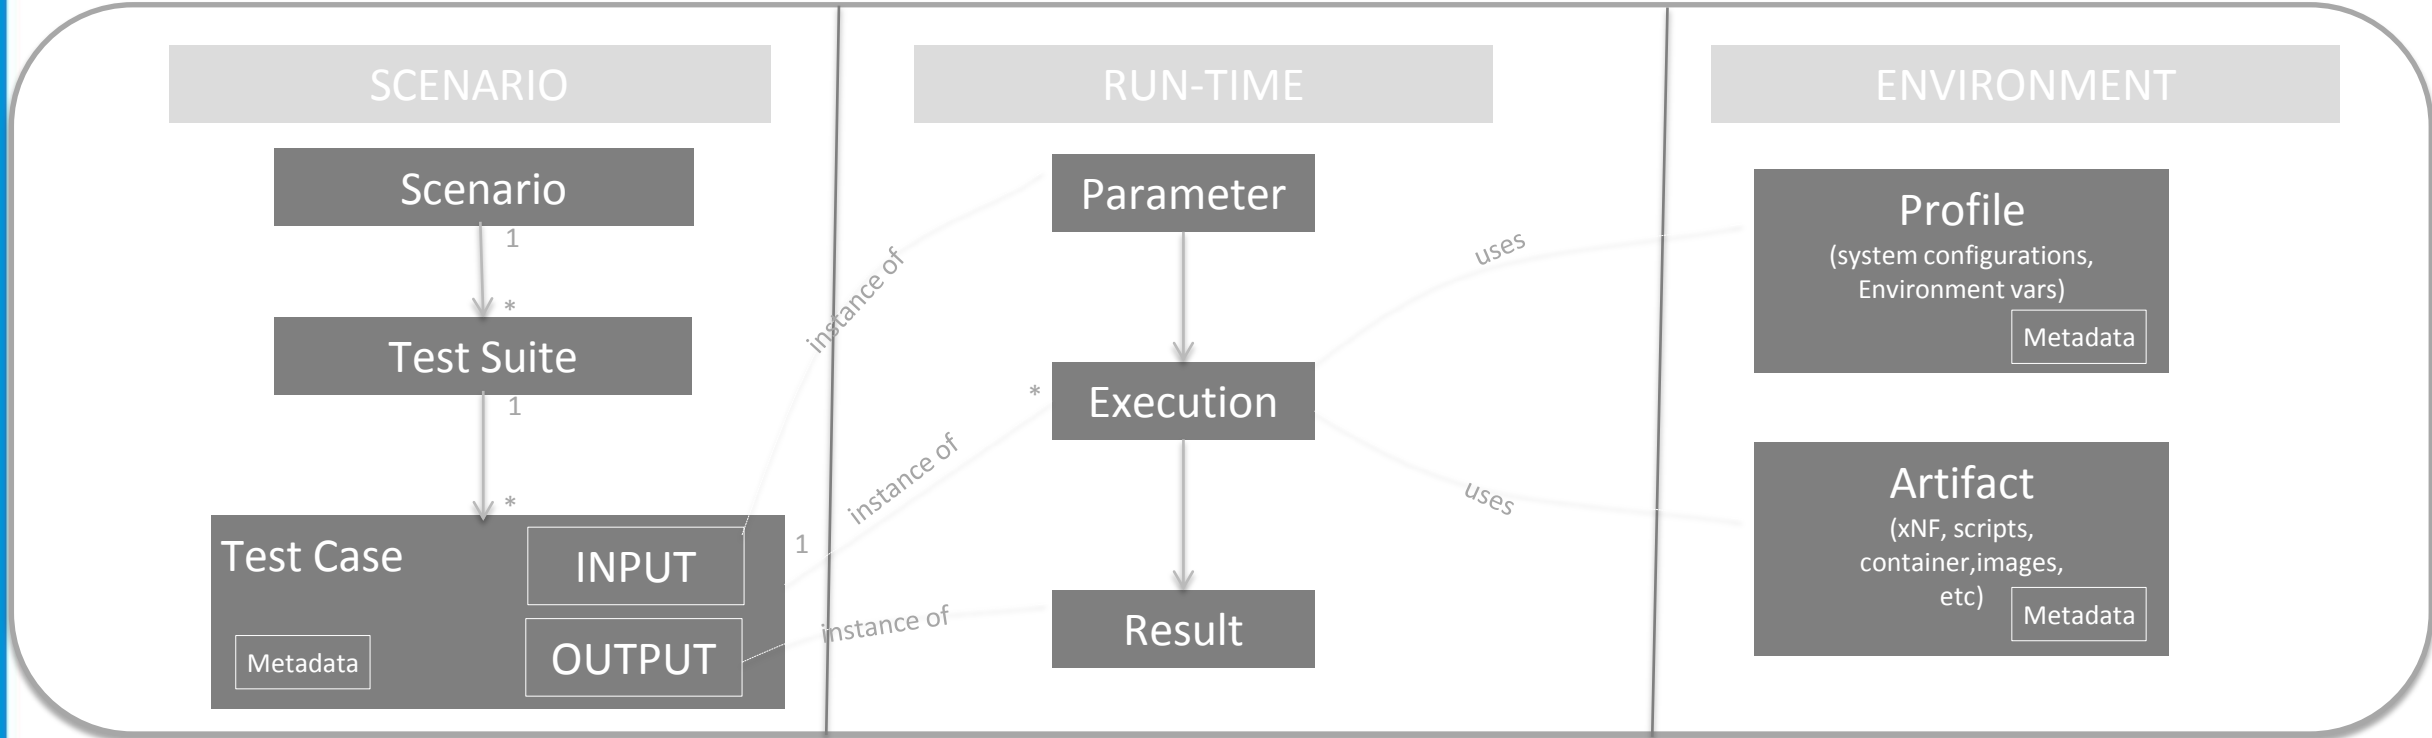 SCENARIO
Scenario
1
*
Test Suite
1
*
Test Case
INPUT
OUTPUT
Metadata
1
instance of
instance of
instance of
RUN-TIME
Parameter
*
Execution
Result
uses
uses
ENVIRONMENT
Profile
(system configurations,
Environment vars)
Metadata
Artifact
(xNF, scripts,
container,images,
etc)
Metadata